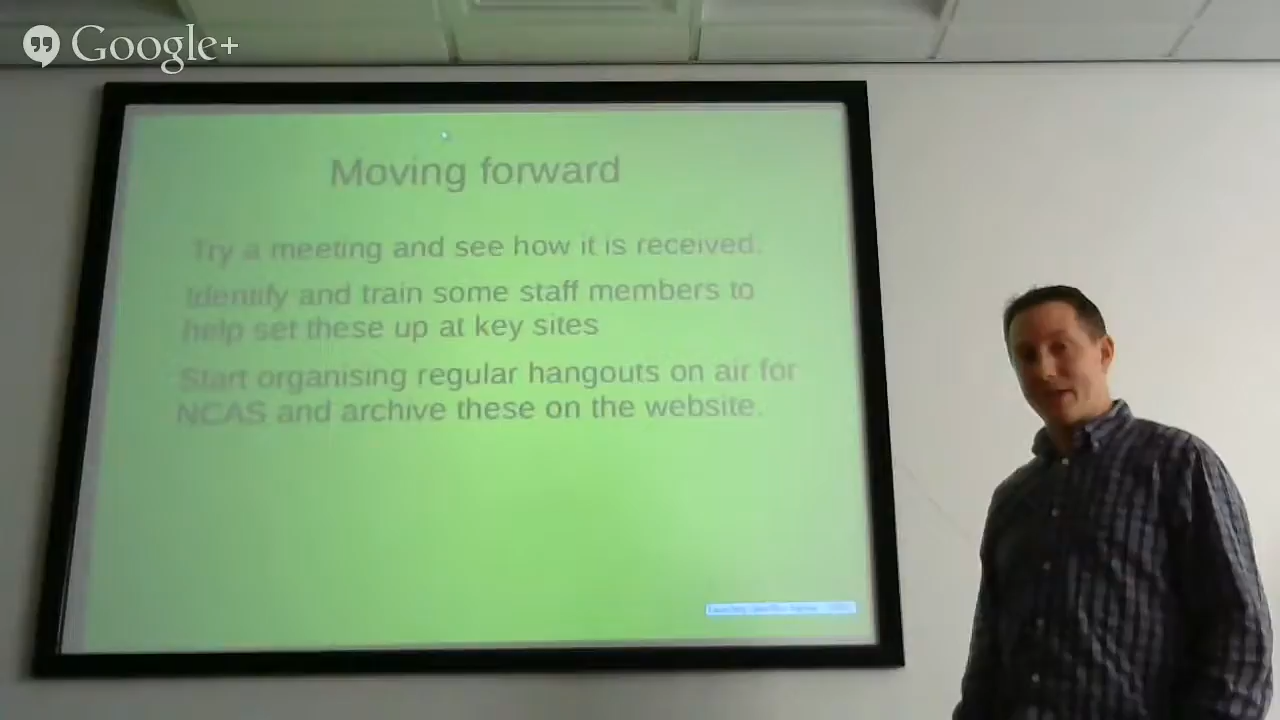 Google+
Moving forward
Try a meeting and see how it is received.
Identify and train some staff members to
help set these up at key sites
Start organising regular hangouts on air for
NCAS and archive these on the website.